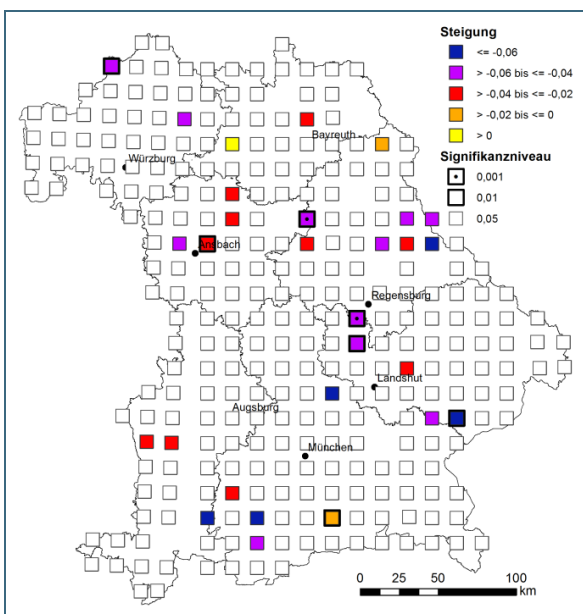 Steigung
<= -0,06
> -0,06 bis <= -0,04
> -0,04 bis <= -0,02
> -0,02 bis <= 0
> 0
Signifikanzniveau
0,001
0,01
0,05
Bayreuth
Würzburg
Ansbach
Regensburg
Landshut
Augsburg
München
0 25 50 100
km